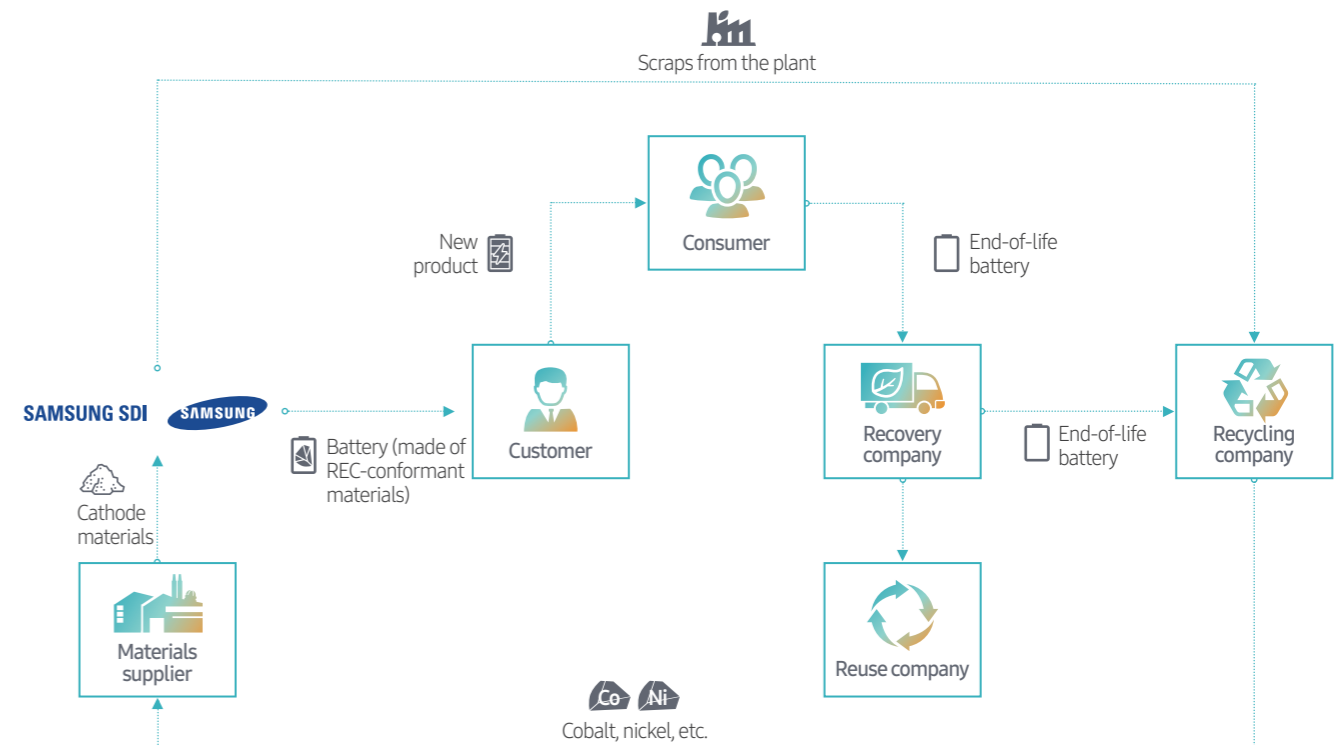 Scraps from the plant
Consumer
New
product
End-of-life
battery
SAMSUNG SDI
SAMSUNG
Battery (made of
REC-conformant
materials)
Customer
Recovery
company
End-of-life
battery
Recycling
company
Cathode
materials
Materials
supplier
Reuse company
Co
Ni
Cobalt, nickel, etc.